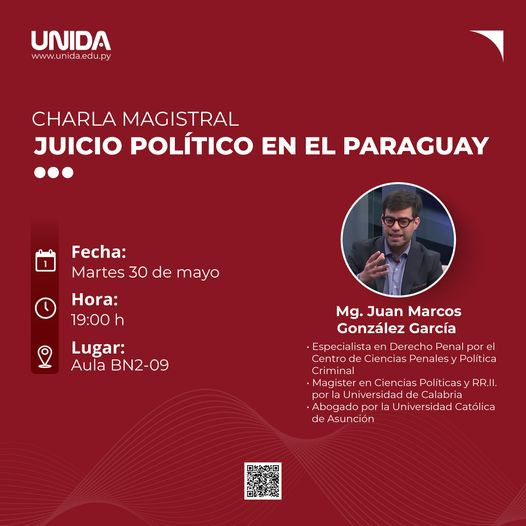 UNIDA
www.unida.edu.py
CHARLA MAGISTRAL
JUICIO POLÍTICO EN EL PARAGUAY
1
Fecha:
Martes 30 de mayo
Hora:
19:00 h
Lugar:
Aula BN2-09
Mg. Juan Marcos
González García
• Especialista en Derecho Penal por el
Centro de Ciencias Penales y Política
Criminal
• Magister en Ciencias Políticas y RR.II.
por la Universidad de Calabria
• Abogado por la Universidad Católica
de Asunción